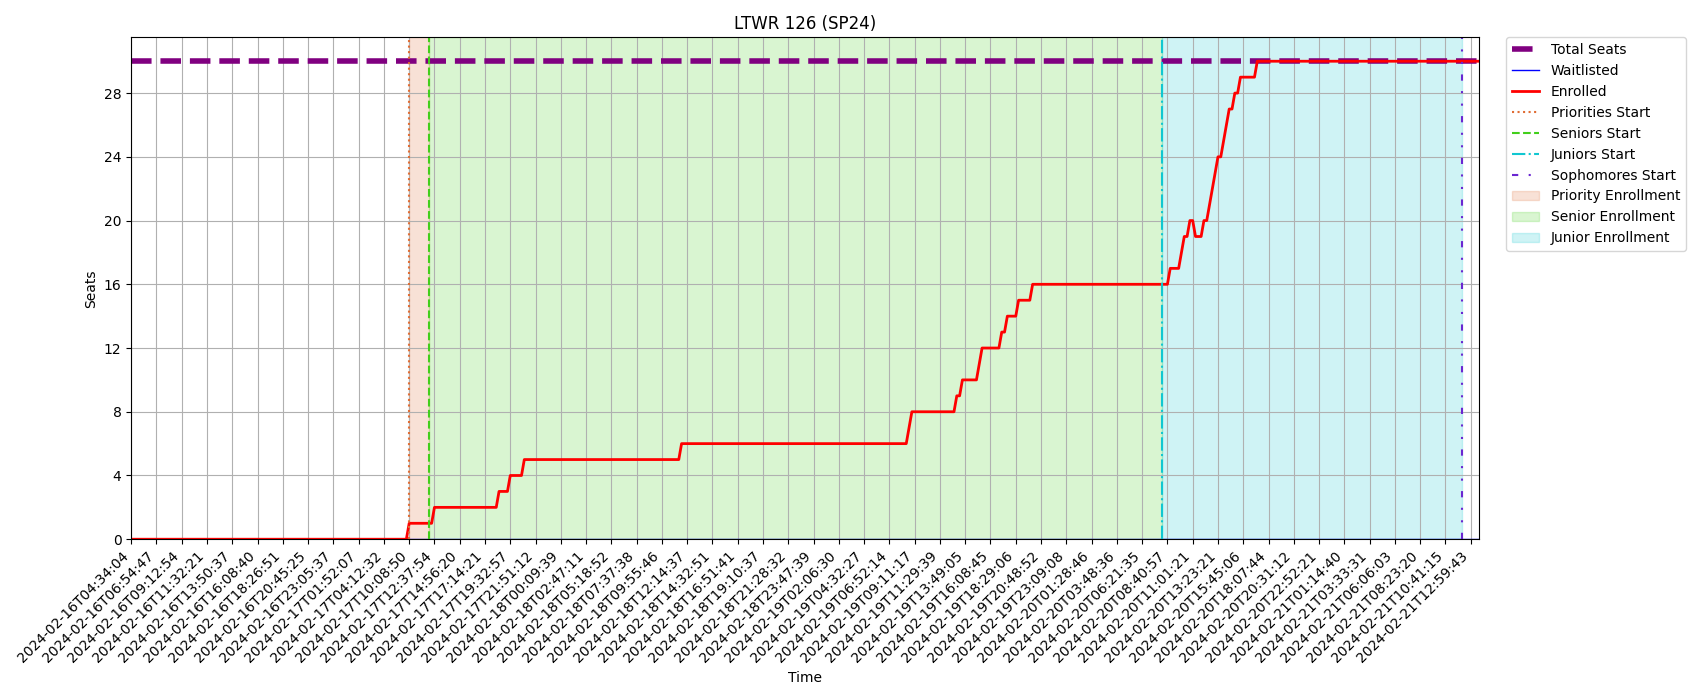 LTWR 126 (SP24)
Total Seats
Waitlisted
Enrolled
Priorities Start
Seniors Start
Juniors Start
Sophomores Start
Priority Enrollment
Senior Enrollment
Junior Enrollment
Seats
28
24
20
16
12
8
4
0
2024-02-16T04:34:04
2024-02-16T06:54:47
2024-02-16T09:12:54
2024-02-16T11:32:21
2024-02-16T13:50:37
2024-02-16T16:08:40
2024-02-16T18:26:51
2024-02-16T20:45:25
2024-02-16T23:05:37
2024-02-17T01:52:07
2024-02-17T04:12:32
2024-02-17T10:08:50
2024-02-17T12:37:54
2024-02-17T14:56:20
2024-02-17T17:14:21
2024-02-17T19:32:57
2024-02-17T21:51:12
2024-02-18T00:09:39
2024-02-18T02:47:11
2024-02-18T05:18:52
2024-02-18T07:37:38
2024-02-18T09:55:46
2024-02-18T12:14:37
2024-02-18T14:32:51
2024-02-18T16:51:41
2024-02-18T19:10:37
2024-02-18T21:28:32
2024-02-18T23:47:39
2024-02-19T02:06:30
2024-02-19T04:32:27
2024-02-19T06:52:14
2024-02-19T09:11:17
2024-02-19T11:29:39
2024-02-19T13:49:05
2024-02-19T16:08:45
2024-02-19T18:29:06
2024-02-19T20:48:52
2024-02-19T23:09:08
2024-02-20T01:28:46
2024-02-20T03:48:36
2024-02-20T06:21:35
2024-02-20T08:40:57
2024-02-20T11:01:21
2024-02-20T13:23:21
2024-02-20T15:45:06
2024-02-20T18:07:44
2024-02-20T20:31:12
2024-02-20T22:52:21
2024-02-21T01:14:40
2024-02-21T03:33:31
2024-02-21T06:06:03
2024-02-21T08:23:20
2024-02-21T10:41:15
2024-02-21T12:59:43
Time